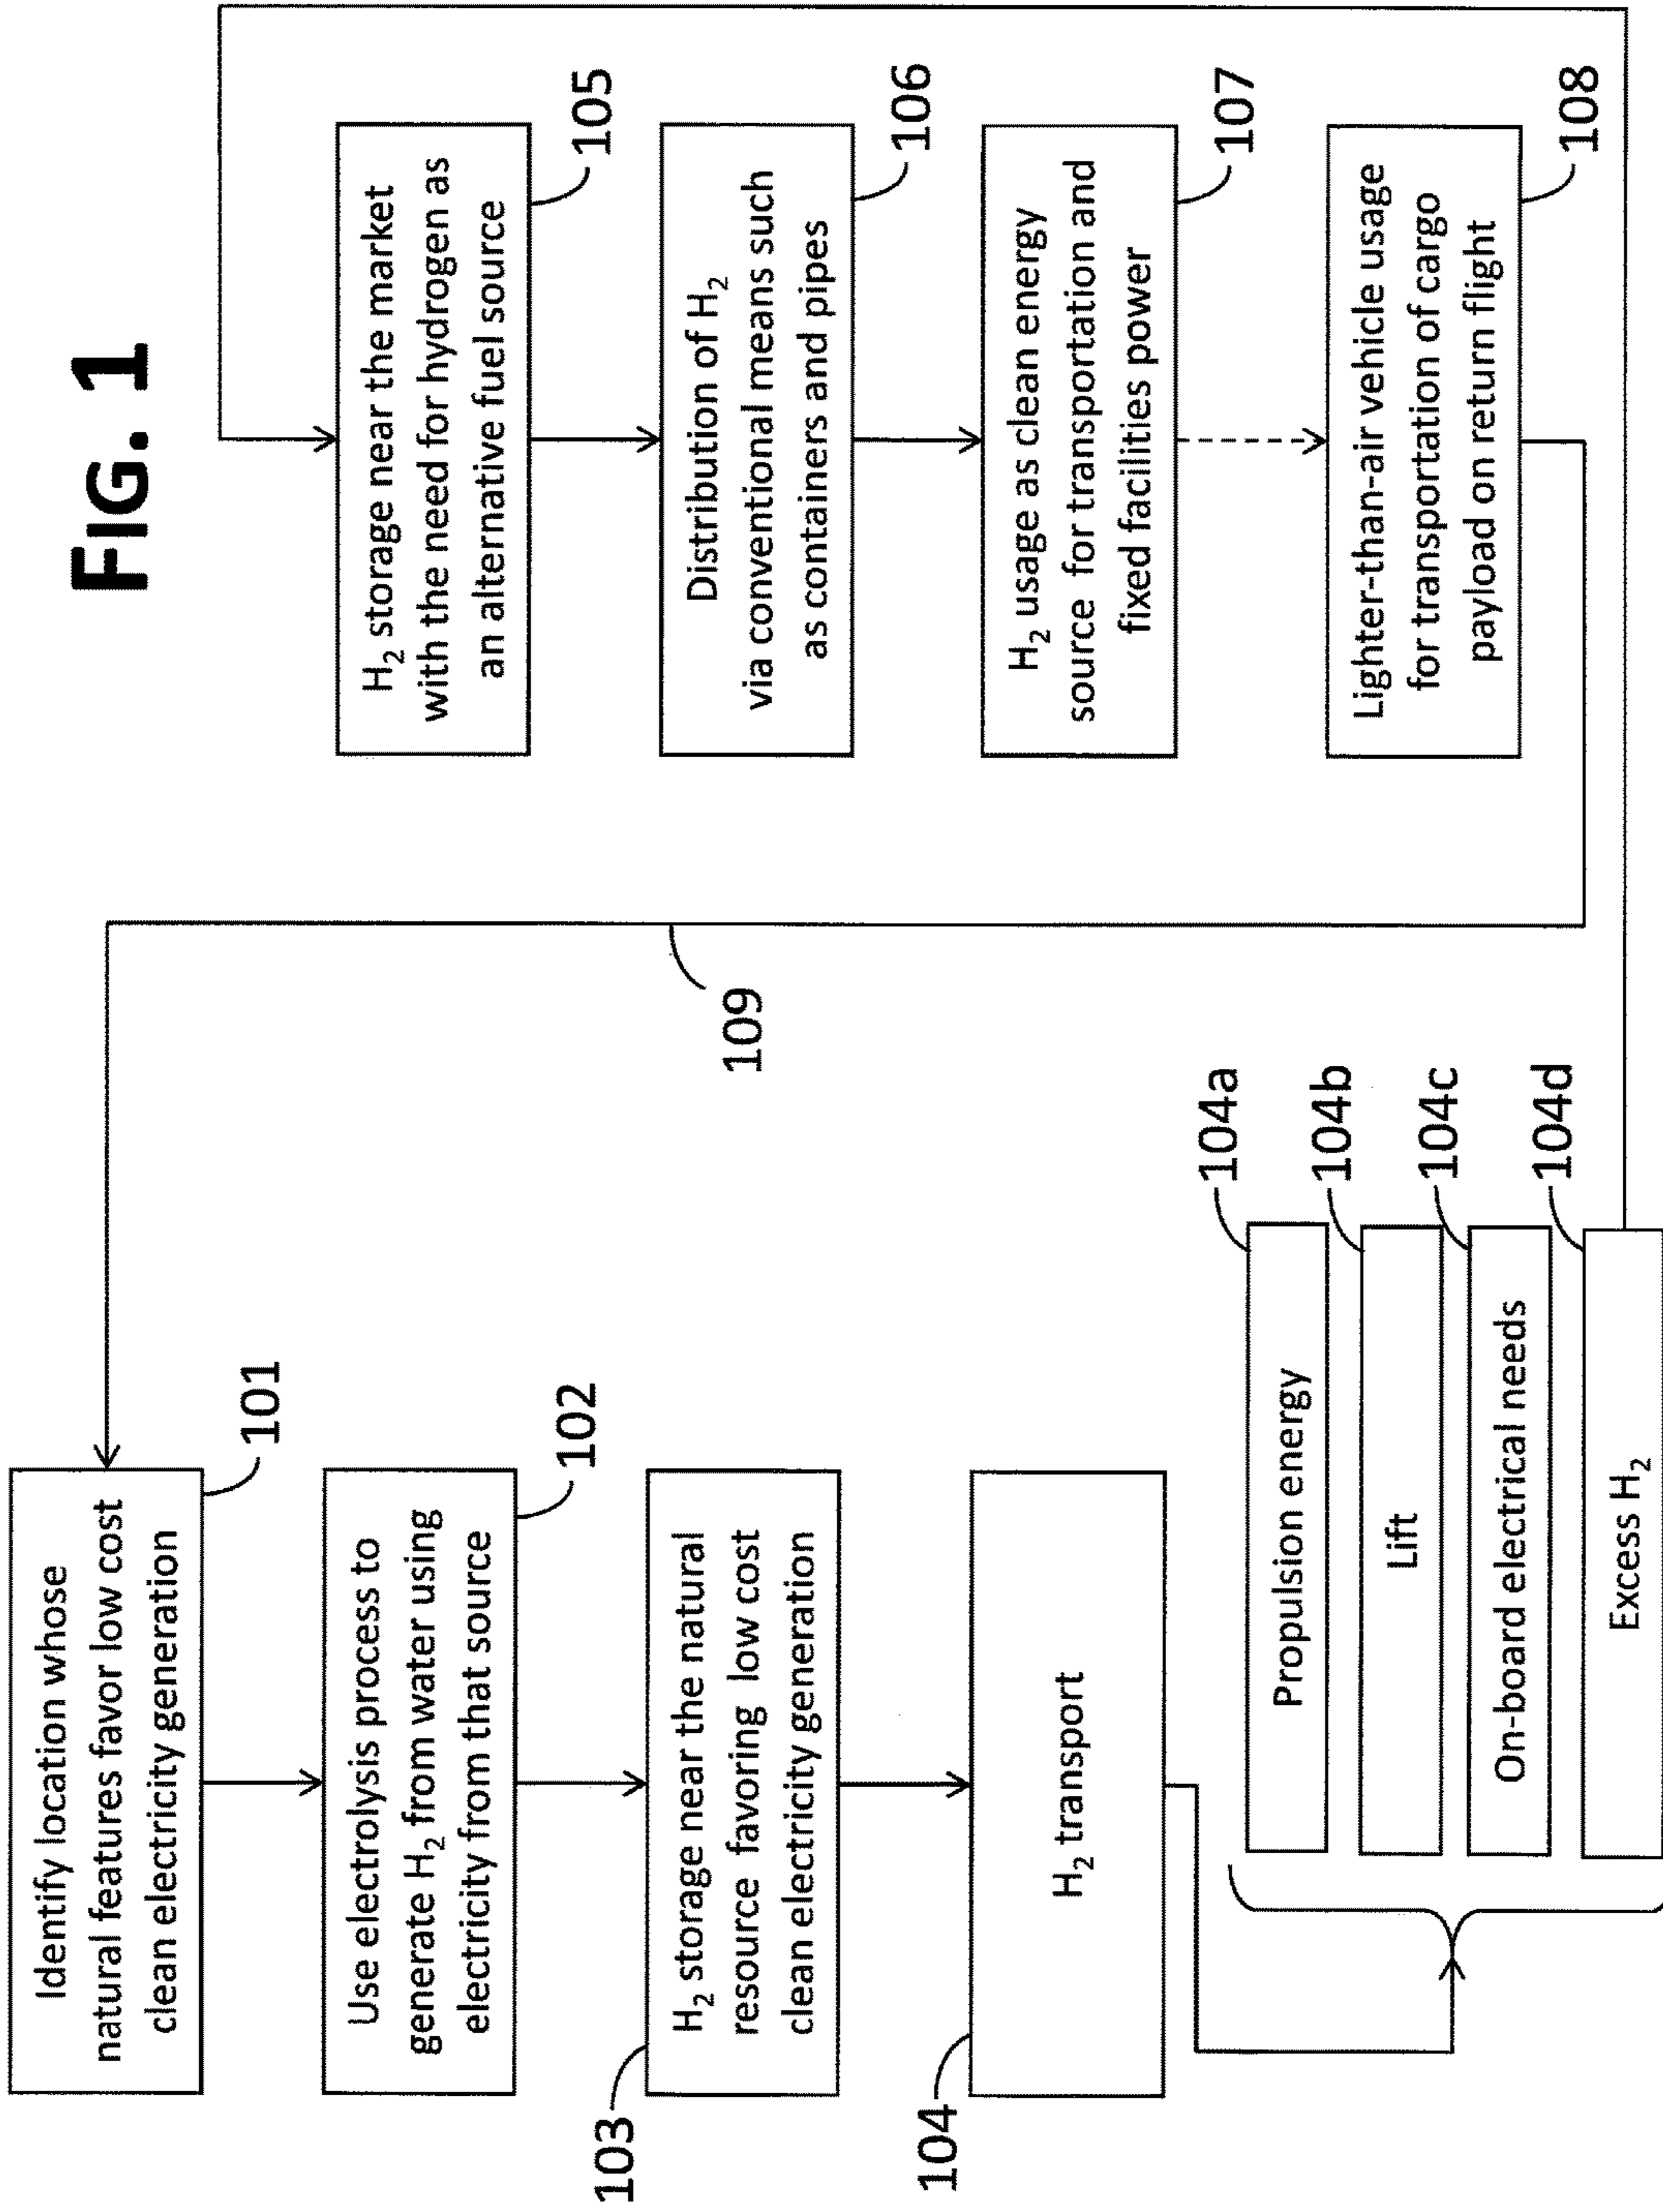 FIG. 1
Identify location whose
natural features favor low cost
clean electricity generation
101
Use electrolysis process to
generate H₂ from water using
electricity from that source
102
H₂ storage near the natural
resource favoring low cost
clean electricity generation
103
H₂ transport
104
Propulsion energy
104a
Lift
104b
On-board electrical needs
104c
Excess H₂
104d
H₂ storage near the market
with the need for hydrogen as
an alternative fuel source
105
Distribution of H₂
via conventional means such
as containers and pipes
106
H₂ usage as clean energy
source for transportation and
fixed facilities power
107
Lighter-than-air vehicle usage
for transportation of cargo
payload on return flight
108
109